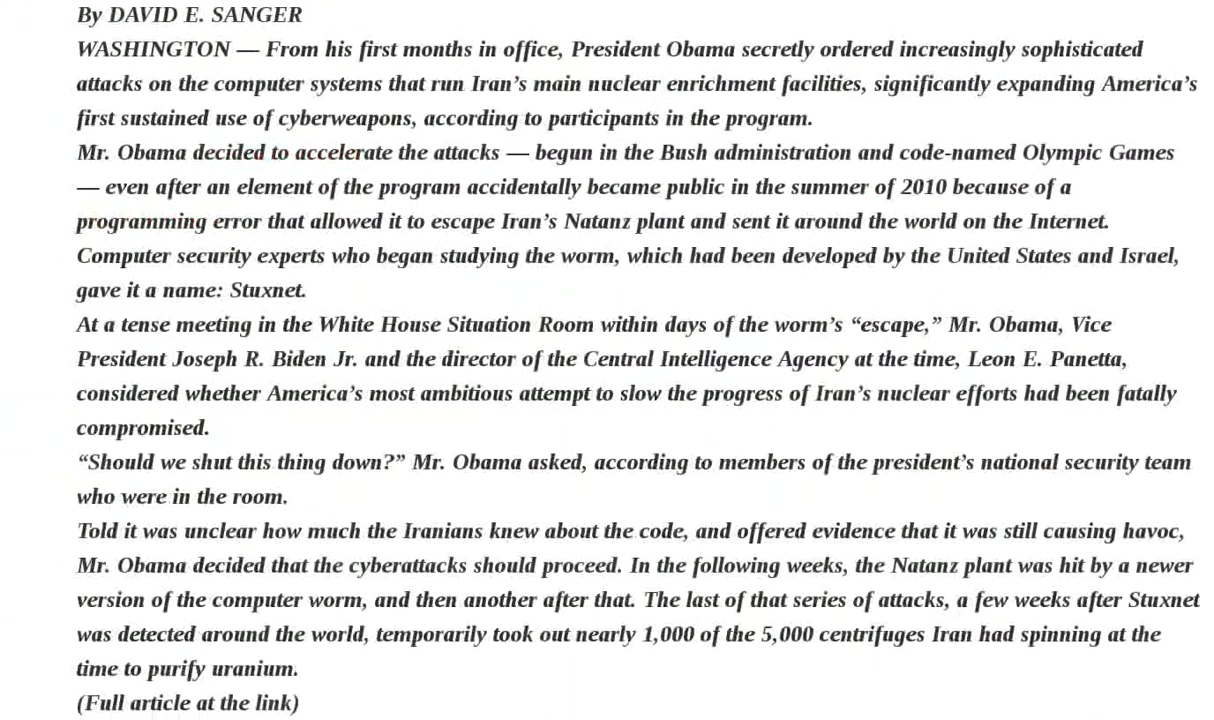 By DAVID E. SANGER
WASHINGTON — From his first months in office, President Obama secretly ordered increasingly sophisticated
attacks on the computer systems that run Iran’s main nuclear enrichment facilities, significantly expanding America’s
first sustained use of cyberweapons, according to participants in the program.
Mr. Obama decided to accelerate the attacks — begun in the Bush administration and code-named Olympic Games
— even after an element of the program accidentally became public in the summer of 2010 because of a
programming error that allowed it to escape Iran’s Natanz plant and sent it around the world on the Internet.
Computer security experts who began studying the worm, which had been developed by the United States and Israel,
gave it a name: Stuxnet.
At a tense meeting in the White House Situation Room within days of the worm’s “escape,” Mr. Obama, Vice
President Joseph R. Biden Jr. and the director of the Central Intelligence Agency at the time, Leon E. Panetta,
considered whether America’s most ambitious attempt to slow the progress of Iran’s nuclear efforts had been fatally
compromised.
“Should we shut this thing down?” Mr. Obama asked, according to members of the president’s national security team
who were in the room.
Told it was unclear how much the Iranians knew about the code, and offered evidence that it was still causing havoc,
Mr. Obama decided that the cyberattacks should proceed. In the following weeks, the Natanz plant was hit by a newer
version of the computer worm, and then another after that. The last of that series of attacks, a few weeks after Stuxnet
was detected around the world, temporarily took out nearly 1,000 of the 5,000 centrifuges Iran had spinning at the
time to purify uranium.
(Full article at the link)